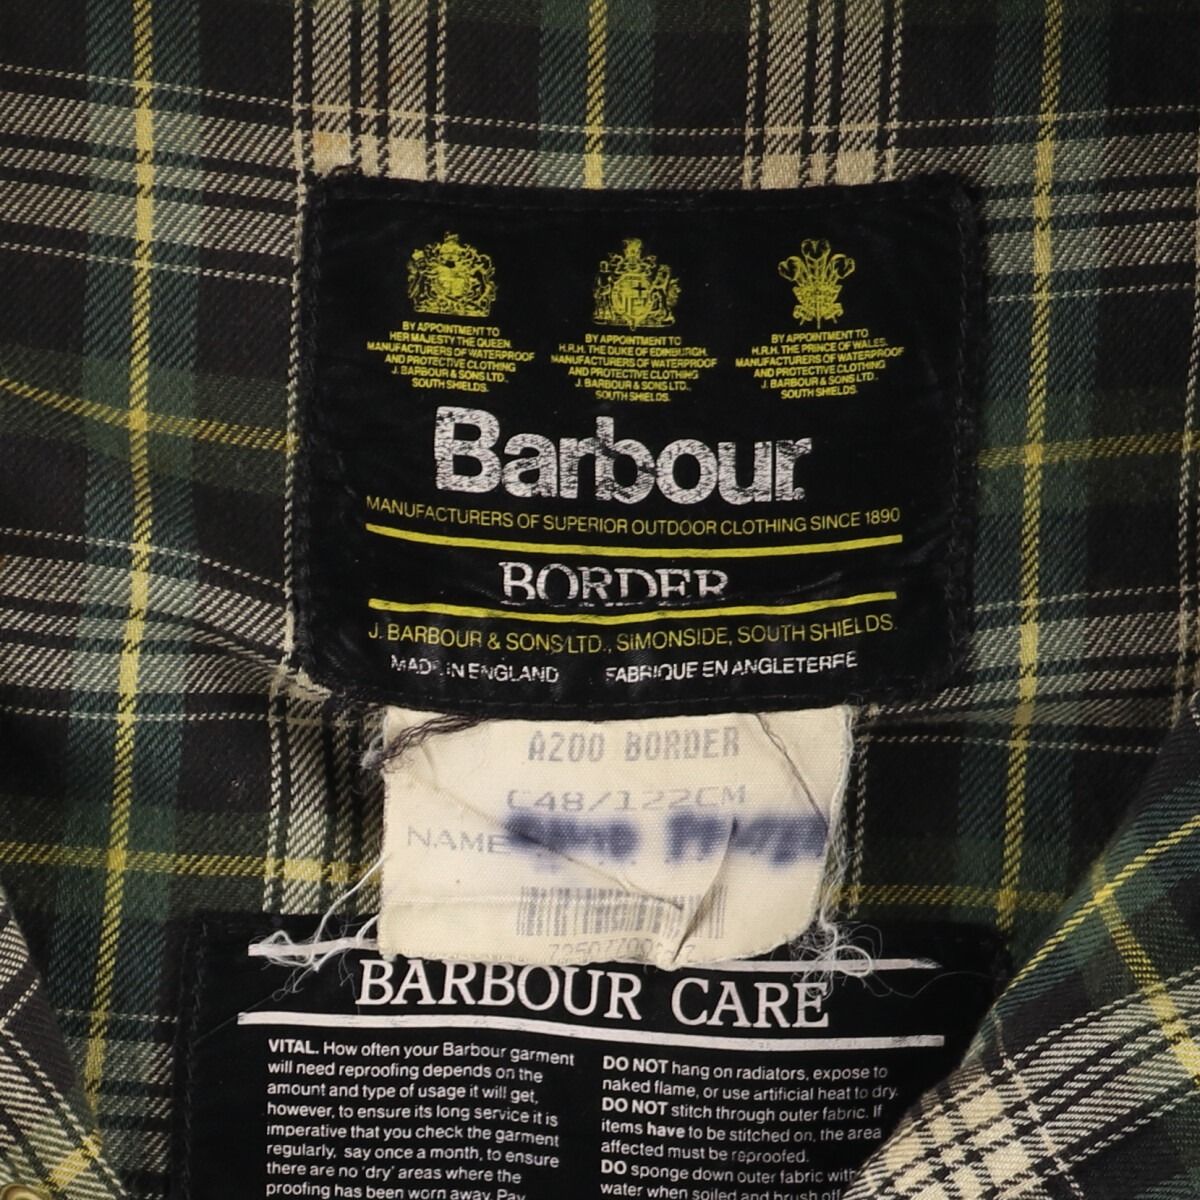 BY APPOINTMENT TO
HER MAJESTY THE QUEEN.
MANUFACTURERS OF WATERPROOF
AND PROTECTIVE CLOTHING
J. BARBOUR & SONS LTD.,
SOUTH SHIELDS.
BY APPOINTMENT TO
H.R.H. THE DUKE OF EDINBURGH.
MANUFACTURERS OF WATERPROOF
AND PROTECTIVE CLOTHING
J. BARBOUR & SONS LTD.,
SOUTH SHIELDS.
BY APPOINTMENT TO
H.R.H. THE PRINCE OF WALES.
MANUFACTURERS OF WATERPROOF
AND PROTECTIVE CLOTHING
J. BARBOUR & SONS LTD.,
SOUTH SHIELDS.
Barbour
MANUFACTURERS OF SUPERIOR OUTDOOR CLOTHING SINCE 1890
BORDER
J. BARBOUR & SONS LTD., SIMONSIDE, SOUTH SHIELDS.
MADE IN ENGLAND FABRIQUE EN ANGLETERRE
A200 BORDER
C48/122CM
NAME
BARBOUR CARE
VITAL. How often your Barbour garment
will need reproofing depends on the
amount and type of usage it will get,
however, to ensure its long service it is
imperative that you check the garment
regularly, say once a month, to ensure
there are no 'dry' areas where the
proofing has been worn away. Pay
DO NOT hang on radiators, expose to
naked flame, or use artificial heat to dry.
DO NOT stitch through outer fabric. If
items have to be stitched on, the area
affected must be reproofed.
DO sponge down outer fabric with
water when soiled and brush off